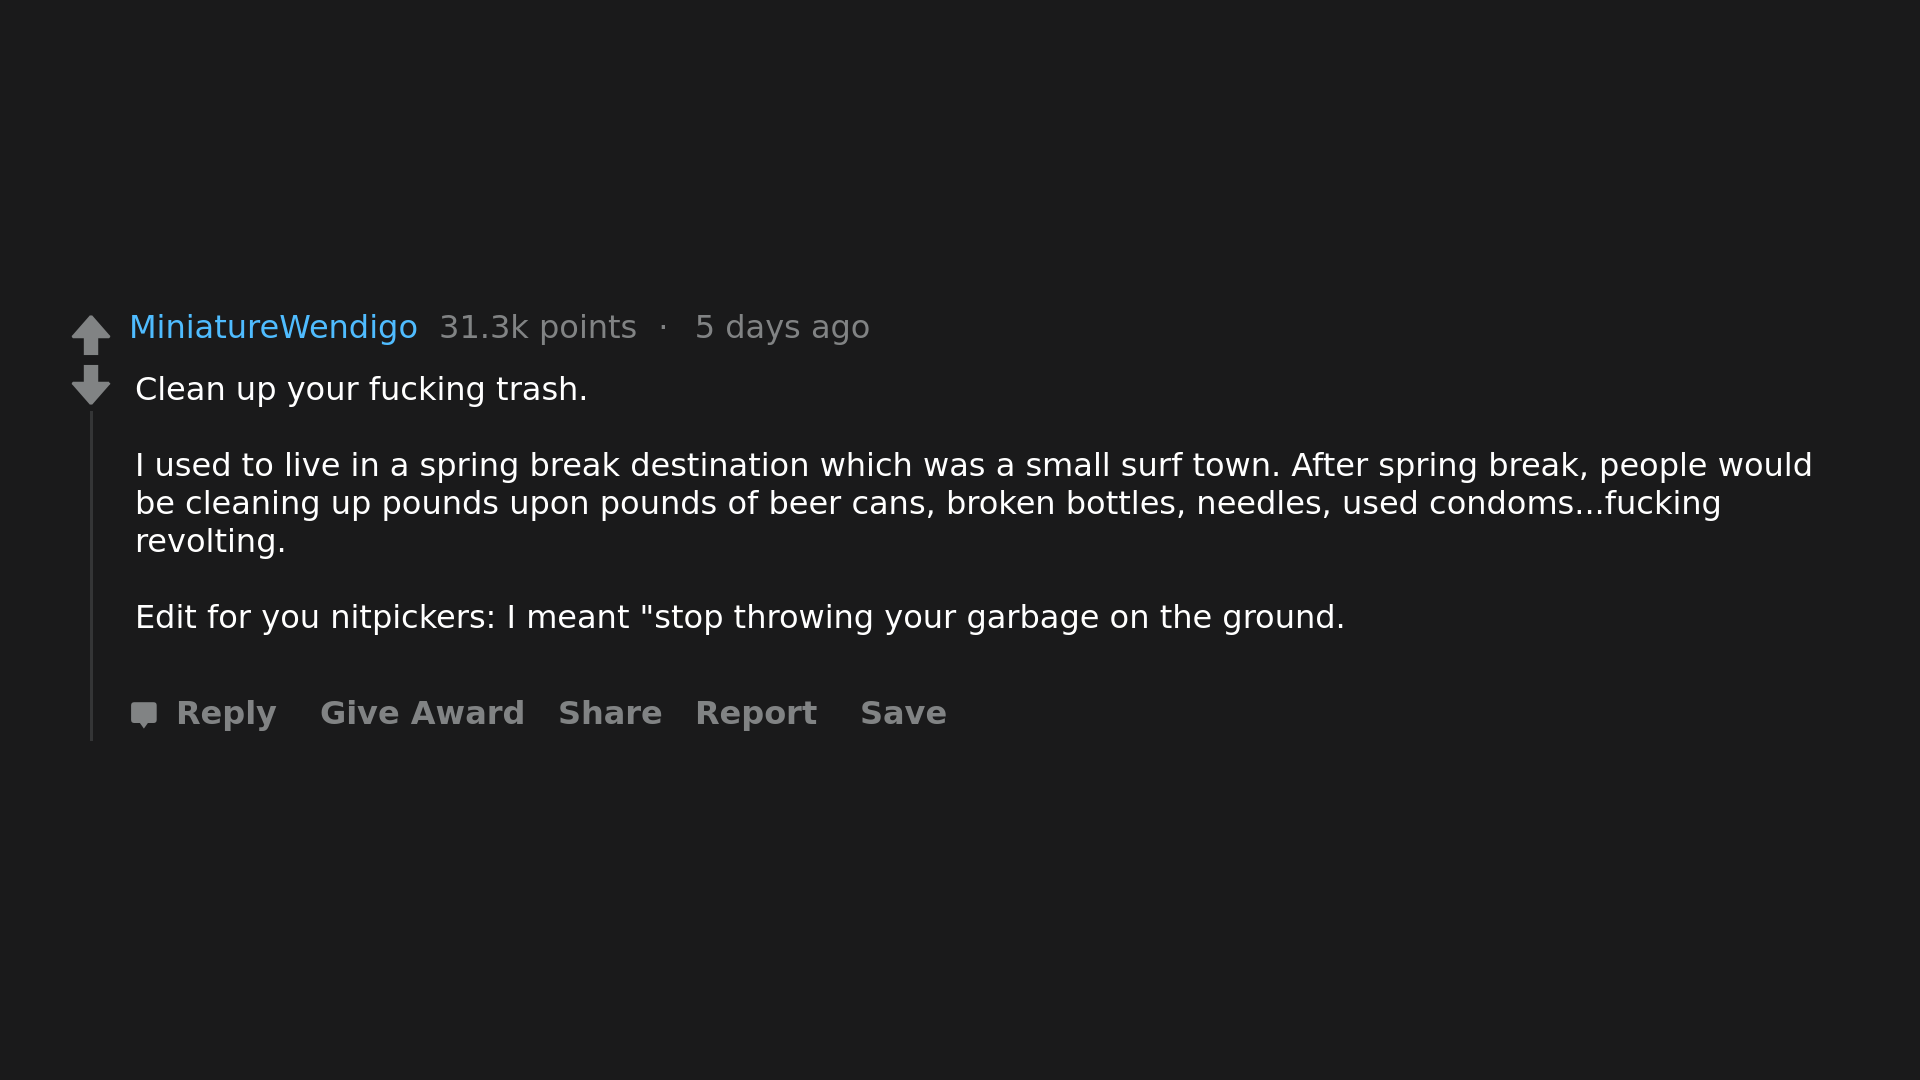 MiniatureWendigo 31.3k points · 5 days ago
Clean up your fucking trash.
I used to live in a spring break destination which was a small surf town. After spring break, people would
be cleaning up pounds upon pounds of beer cans, broken bottles, needles, used condoms...fucking
revolting.
Edit for you nitpickers: I meant "stop throwing your garbage on the ground.
Reply Give Award Share Report Save